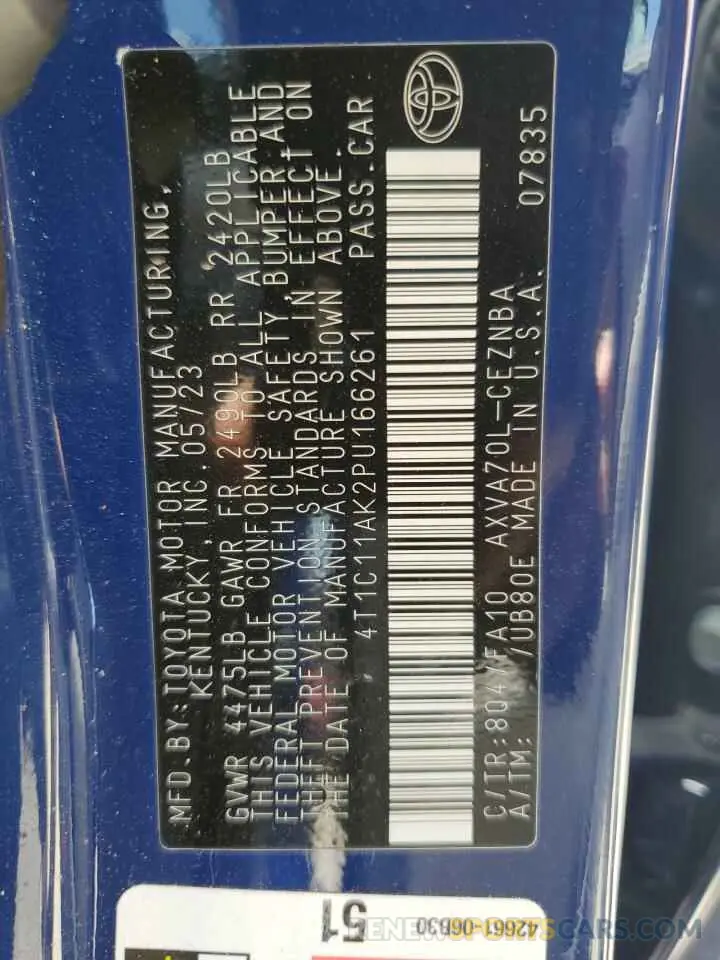 MFD.BY:TOYOTA MOTOR MANUFACTURING,
KENTUCKY,INC.05/23
GVWR 4475LB GAWR FR 2490LB RR 2420LB
THIS VEHICLE CONFORMS TO ALL APPLICABLE
FEDERAL MOTOR VEHICLE SAFETY,BUMPER,AND
THEFT PREVENTION STANDARDS IN EFFECT ON
THE DATE OF MANUFACTURE SHOWN ABOVE.
4T1C11AK2PU166261 PASS.CAR
C/TR:804/FA10 AXVA70L-CEZNBA
A/TM: /UB80E MADE IN U.S.A. 07835
51
42661-06B30
RENEWSPORTSCARS.COM